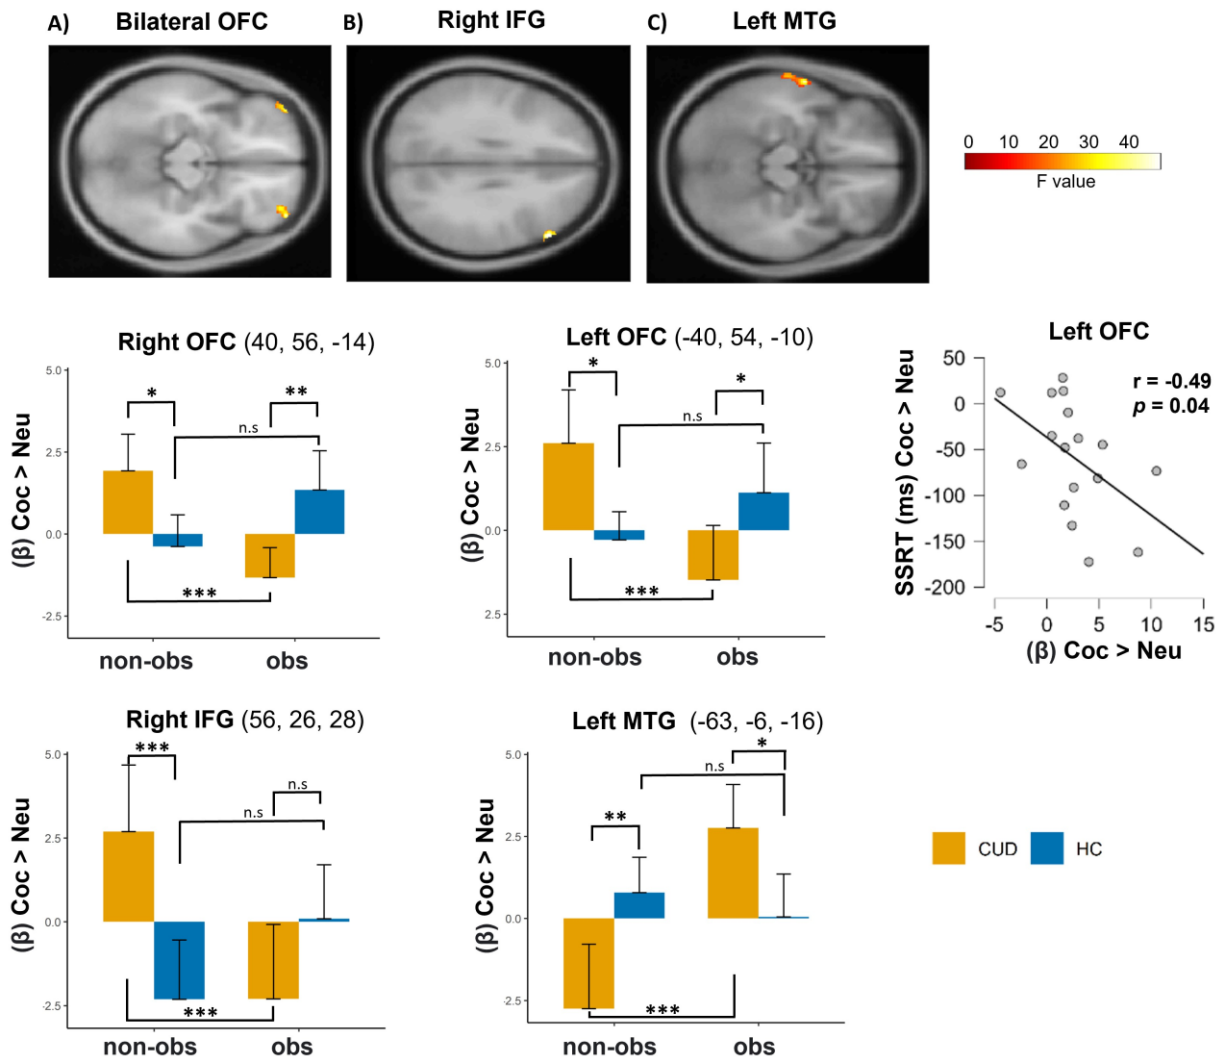 A) Bilateral OFC B) Right IFG C) Left MTG
0 10 20 30 40
F value
Right OFC (40, 56, -14)
5.0
2.5
0.0
-2.5
(β) Coc > Neu
*
**
n.s
***
non-obs obs
Left OFC (-40, 54, -10)
5.0
2.5
0.0
2.5
(β) Coc > Neu
*
*
n.s
***
non-obs obs
Left OFC
r = -0.49
p = 0.04
50
0
-50
-100
-150
-200
SSRT (ms) Coc > Neu
-5 0 5 10 15
(β) Coc > Neu
Right IFG (56, 26, 28)
5.0
2.5
0.0
-2.5
(β) Coc > Neu
***
n.s
n.s
***
non-obs obs
Left MTG (-63, -6, -16)
5.0
2.5
0.0
-2.5
(β) Coc > Neu
*
n.s
**
***
non-obs obs
CUD HC